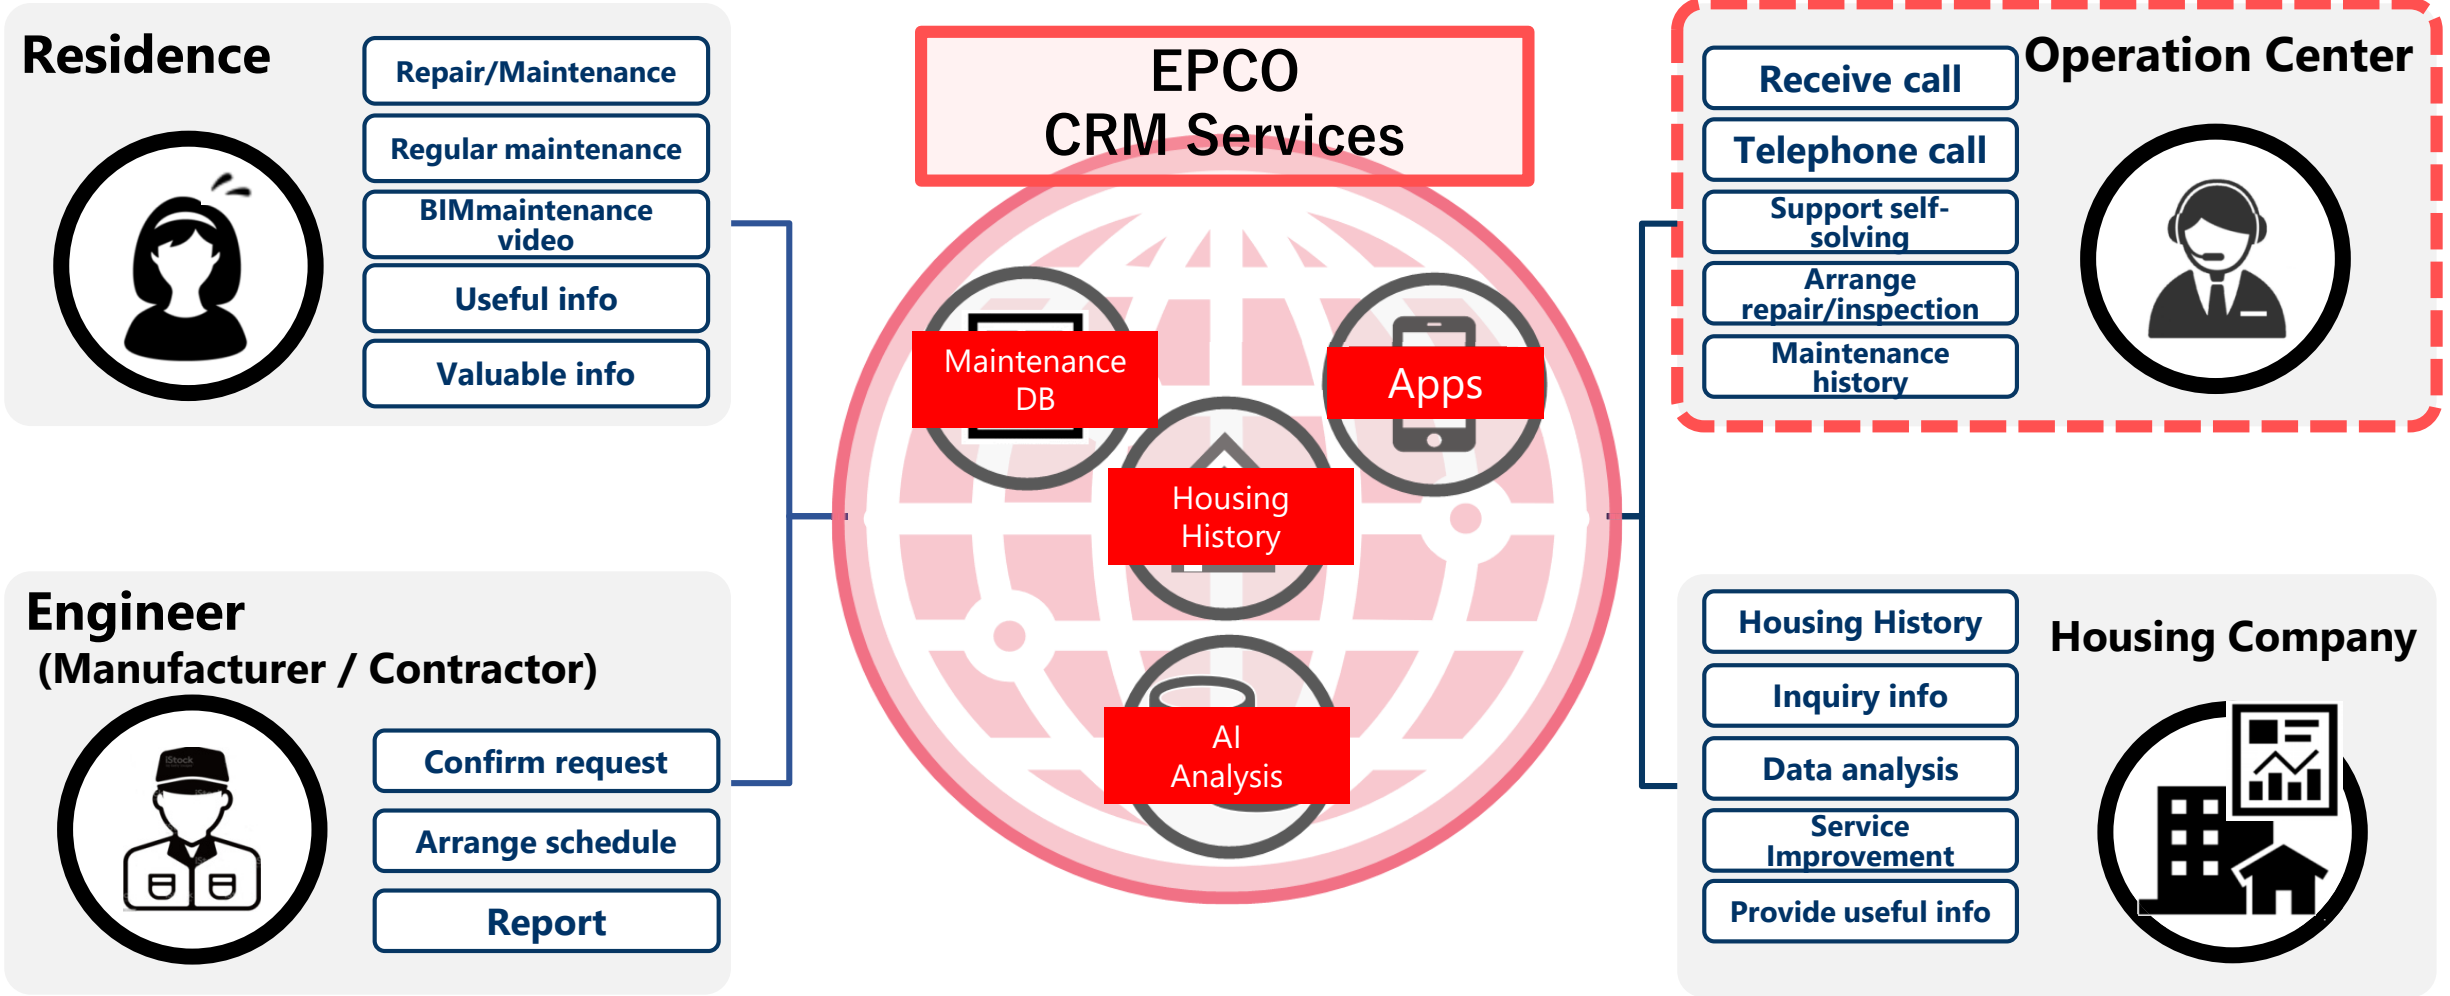 Residence
Repair/Maintenance
Regular maintenance
BIMmaintenance
video
Useful info
Valuable info
Engineer
(Manufacturer / Contractor)
iStock
Confirm request
Arrange schedule
Report
EPCO
CRM Services
Maintenance
DB
Apps
Housing
History
AI
Analysis
Operation Center
Receive call
Telephone call
Support self-
solving
Arrange
repair/inspection
Maintenance
history
Housing Company
Housing History
Inquiry info
Data analysis
Service
Improvement
Provide useful info